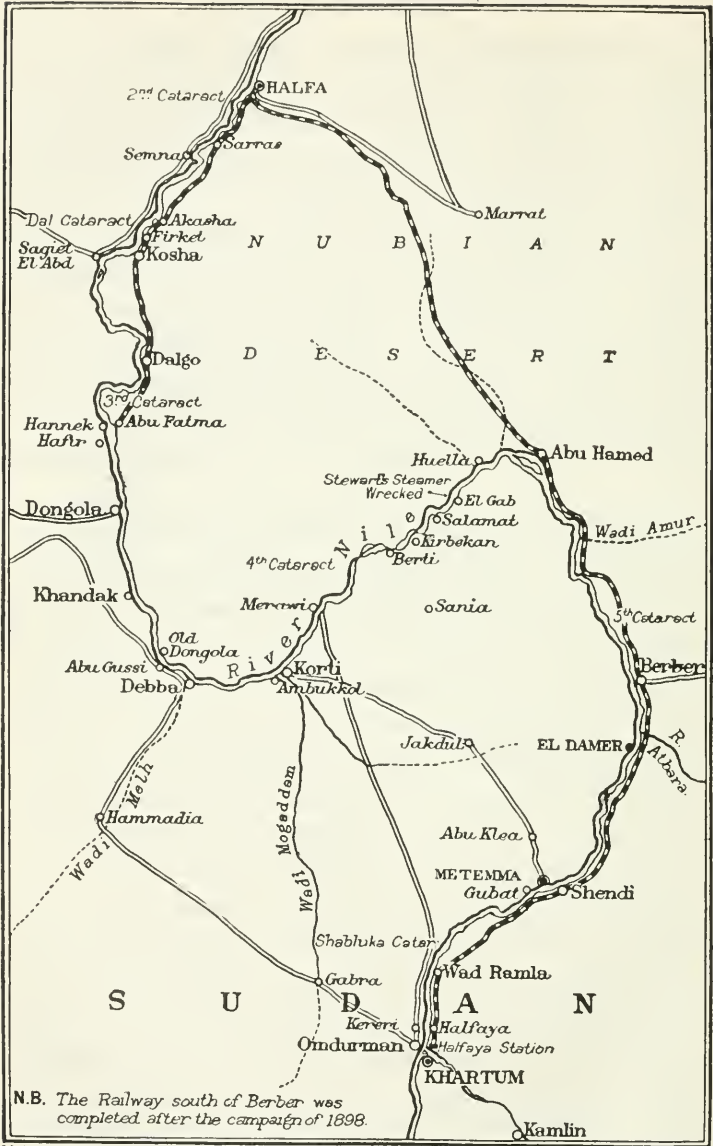 HALFA
2nd Cataract
Sarras
Semna
Marrat
Dal Cataract
Akasha
Firket
Sagiet
El Abd
Kosha
NUBIAN
DESERT
Dalgo
3rd Cataract
Abu Fatma
Hannek
Hafir
Huella
Abu Hamed
Stewart's Steamer
Wrecked
El Gab
Salamat
Dongola
Kirbekan
Berti
Wadi Amur
4th Cataract
River Nile
Khandak
Merawi
Sania
5th Cataract
Old
Dongola
Abu Gussi
Debba
Korti
Ambukkol
Berber
Jakdul
EL DAMER
R.
Atbara
Wadi Melh
Hammadia
Wadi Mogaddam
Abu Klea
METEMMA
Gubat
Shendi
Shabluka Catar
Wad Ramla
Gabra
SUDAN
Kereri
Halfaya
Omdurman
Halfaya Station
KHARTUM
Kamlin
N.B. The Railway south of Berber was
completed after the campaign of 1898.